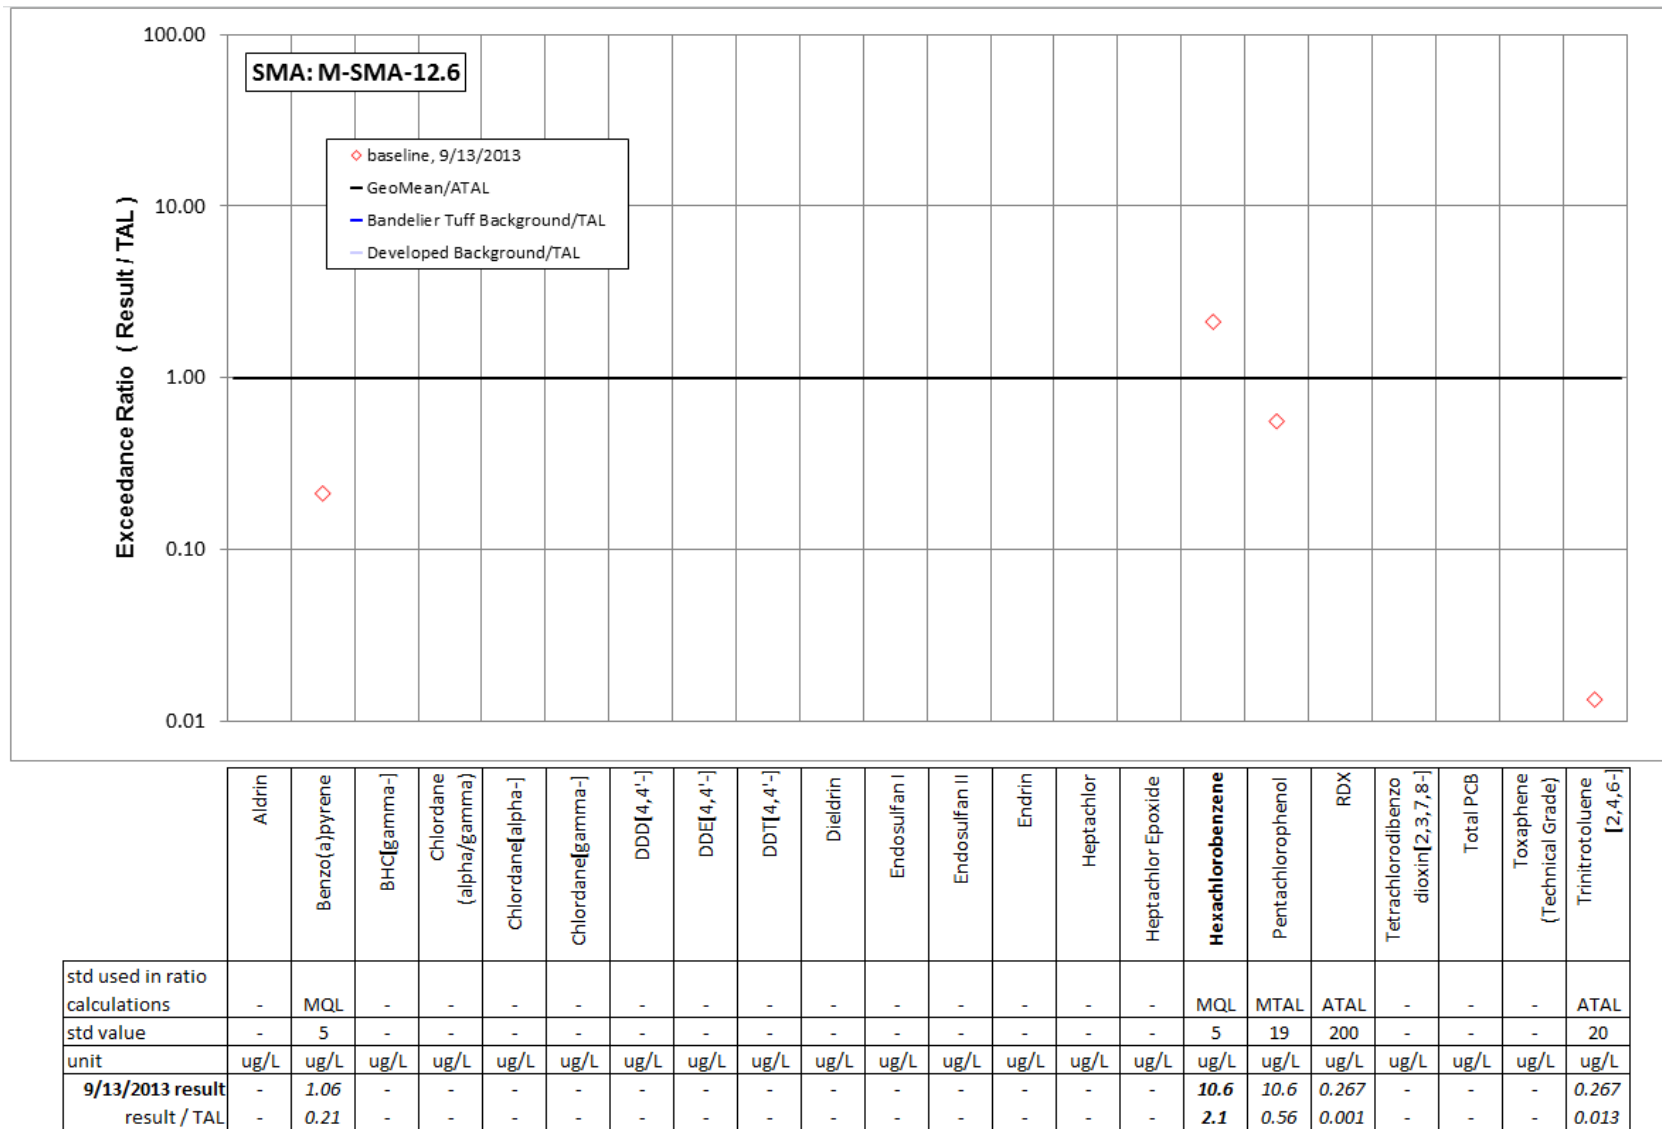 100.00
SMA: M-SMA-12.6
baseline, 9/13/2013
GeoMean/ATAL
10.00
Bandelier Tuff Background/TAL
Developed Background/TAL
Exceedance Ratio ( Result / TAL )
1.00
0.10
0.01
Aldrin
Benzo(a)pyrene
BHC[gamma-]
Chlordane
(alpha/gamma)
Chlordane[alpha-]
Chlordane[gamma-]
DDD[4,4'-]
DDE[4,4'-]
DDT[4,4'-]
Dieldrin
Endosulfan I
Endosulfan II
Endrin
Heptachlor
Heptachlor Epoxide
Hexachlorobenzene
Pentachlorophenol
RDX
Tetrachlorodibenzo
dioxin[2,3,7,8-]
Total PCB
Toxaphene
(Technical Grade)
Trinitrotoluene
[2,4,6-]
std used in ratio
calculations - MQL - - - - - - - - - - - - - MQL MTAL ATAL - - - ATAL
std value - 5 - - - - - - - - - - - - - 5 19 200 - - - 20
unit ug/L ug/L ug/L ug/L ug/L ug/L ug/L ug/L ug/L ug/L ug/L ug/L ug/L ug/L ug/L ug/L ug/L ug/L ug/L ug/L ug/L ug/L
9/13/2013 result - 1.06 - - - - - - - - - - - - - 10.6 10.6 0.267 - - - 0.267
result / TAL - 0.21 - - - - - - - - - - - - - 2.1 0.56 0.001 - - - 0.013